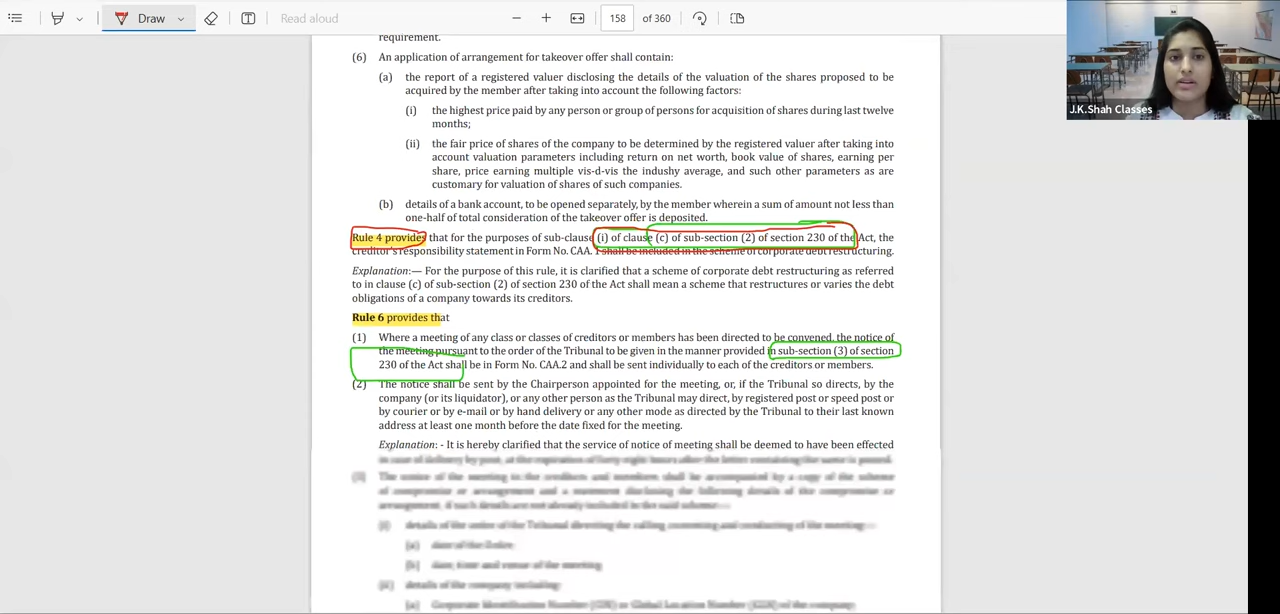 Draw
Read aloud
158 of 360
J.K.Shah Classes
requirement.
(6) An application of arrangement for takeover offer shall contain:
(a) the report of a registered valuer disclosing the details of the valuation of the shares proposed to be
acquired by the member after taking into account the following factors:
(i) the highest price paid by any person or group of persons for acquisition of shares during last twelve
months;
(ii) the fair price of shares of the company to be determined by the registered valuer after taking into
account valuation parameters including return on net worth, book value of shares, earning per
share, price earning multiple vis-d-vis the indushy average, and such other parameters as are
customary for valuation of shares of such companies.
(b) details of a bank account, to be opened separately, by the member wherein a sum of amount not less than
one-half of total consideration of the takeover offer is deposited.
Rule 4 provides that for the purposes of sub-clause (i) of clause (c) of sub-section (2) of section 230 of the Act, the
creditor's responsibility statement in Form No. CAA. 1 shall be included in the scheme of corporate debt restructuring.
Explanation:— For the purpose of this rule, it is clarified that a scheme of corporate debt restructuring as referred
to in clause (c) of sub-section (2) of section 230 of the Act shall mean a scheme that restructures or varies the debt
obligations of a company towards its creditors.
Rule 6 provides that
(1) Where a meeting of any class or classes of creditors or members has been directed to be convened, the notice of
the meeting pursuant to the order of the Tribunal to be given in the manner provided in sub-section (3) of section
230 of the Act shall be in Form No. CAA.2 and shall be sent individually to each of the creditors or members.
(2) The notice shall be sent by the Chairperson appointed for the meeting, or, if the Tribunal so directs, by the
company (or its liquidator), or any other person as the Tribunal may direct, by registered post or speed post or
by courier or by e-mail or by hand delivery or any other mode as directed by the Tribunal to their last known
address at least one month before the date fixed for the meeting.
Explanation: - It is hereby clarified that the service of notice of meeting shall be deemed to have been effected